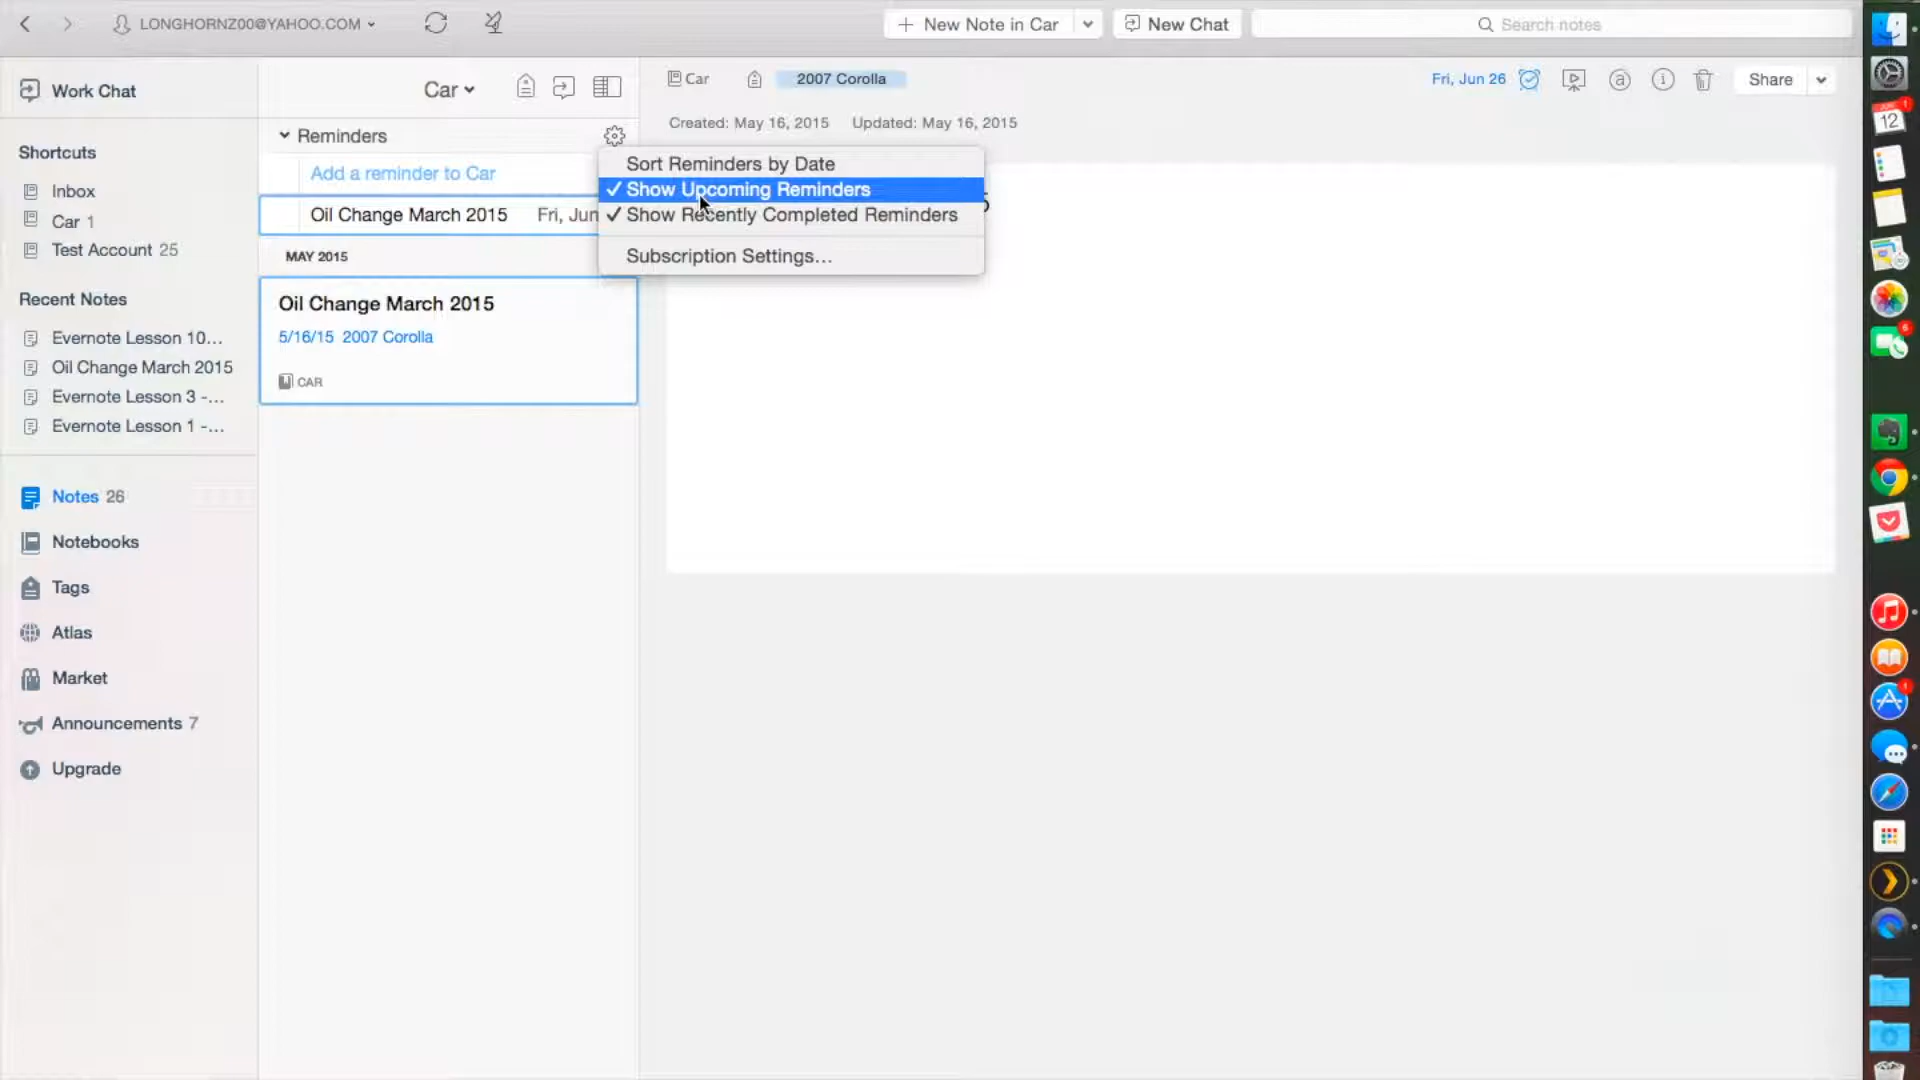 LONGHORNZ00@YAHOO.COM
New Note in Car
New Chat
Search notes
Work Chat
Shortcuts
Inbox
Car 1
Test Account 25
Recent Notes
Evernote Lesson 10...
Oil Change March 2015
Evernote Lesson 3 -...
Evernote Lesson 1 -...
Notes 26
Notebooks
Tags
Atlas
Market
Announcements 7
Upgrade
Car
Reminders
Add a reminder to Car
Oil Change March 2015 Fri, Jun
MAY 2015
Oil Change March 2015
5/16/15 2007 Corolla
CAR
Sort Reminders by Date
✓ Show Upcoming Reminders
✓ Show Recently Completed Reminders
Subscription Settings...
Car 2007 Corolla
Fri, Jun 26
Share
Created: May 16, 2015 Updated: May 16, 2015
5
1
12
6
1